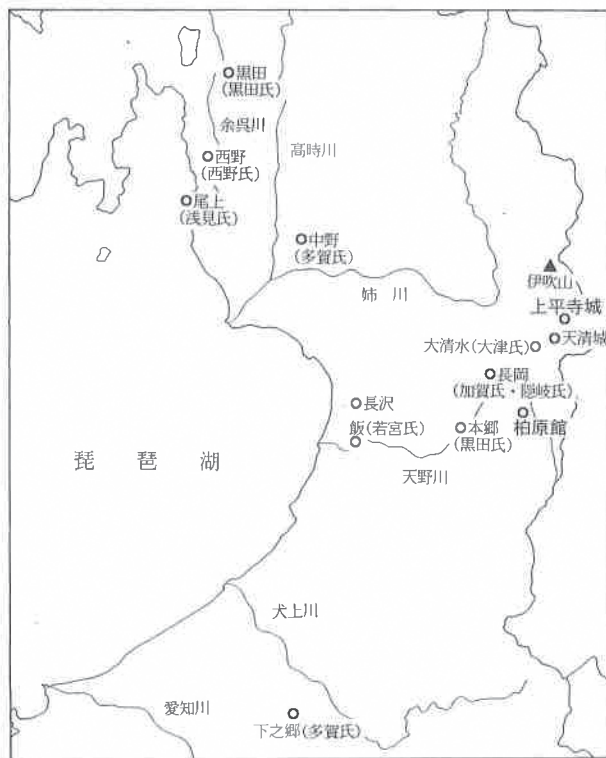 黒田
(黒田氏)
余呉川
高時川
西野
(西野氏)
尾上
(浅見氏)
中野
(多賀氏)
伊吹山
姉川
上平寺城
天清城
大清水(大津氏)
長岡
(加賀氏・隠岐氏)
長沢
柏原館
飯(若宮氏)
本郷
(黒田氏)
琵琶湖
天野川
犬上川
愛知川
下之郷(多賀氏)